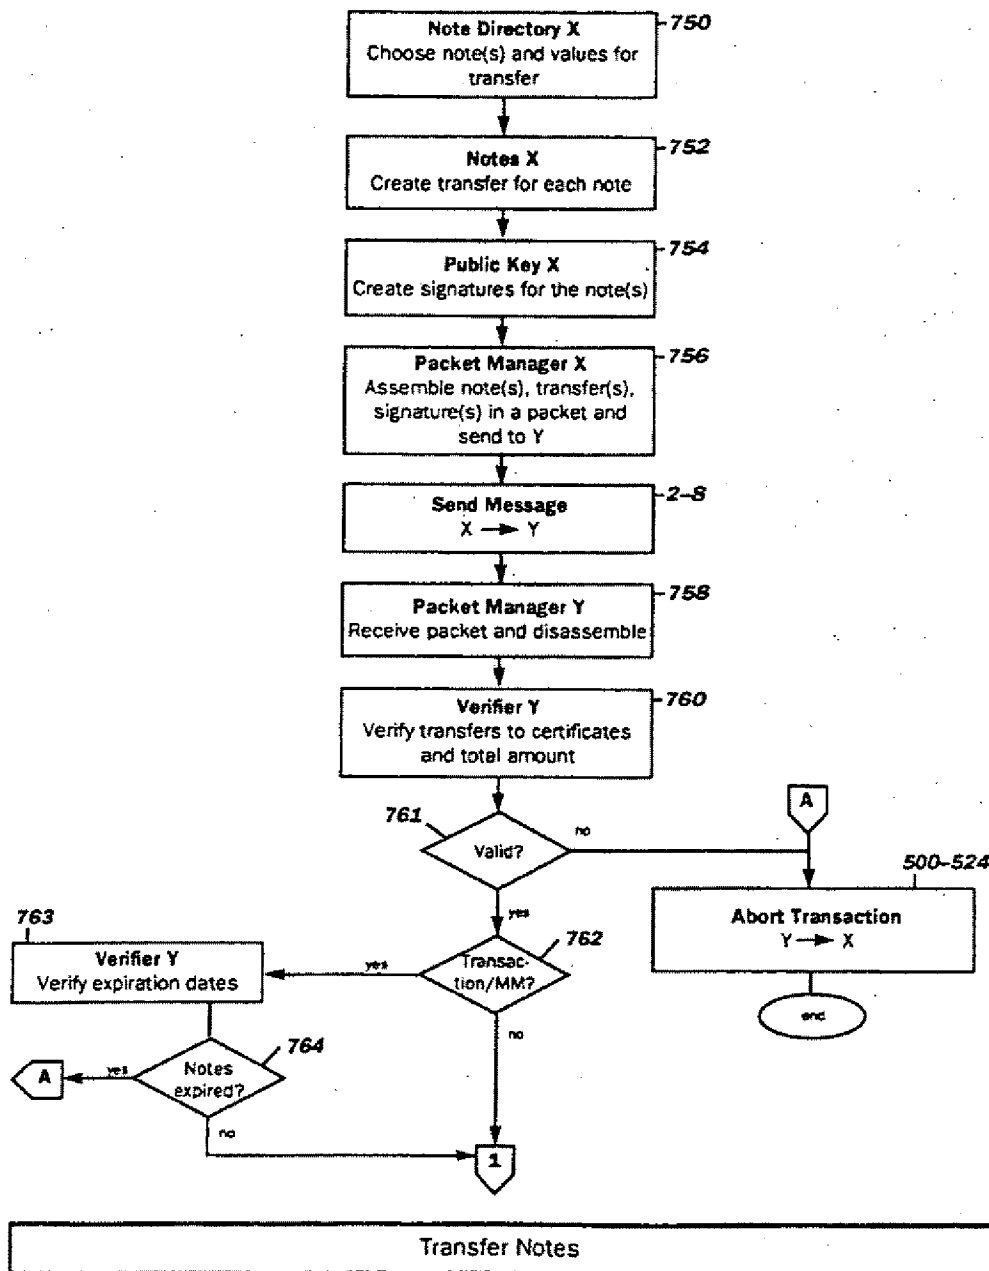 750
Note Directory X
Choose note(s) and values for
transfer
752
Notes X
Create transfer for each note
754
Public Key X
Create signatures for the note(s)
756
Packet Manager X
Assemble note(s), transfer(s),
signature(s) in a packet and
send to Y
2-8
Send Message
X → Y
758
Packet Manager Y
Receive packet and disassemble
760
Verifier Y
Verify transfers to certificates
and total amount
761
Valid?
no
A
500-524
Abort Transaction
Y → X
end
yes
762
Transac-
tion/MM?
yes
763
Verifier Y
Verify expiration dates
no
764
Notes
expired?
yes
A
no
1
Transfer Notes